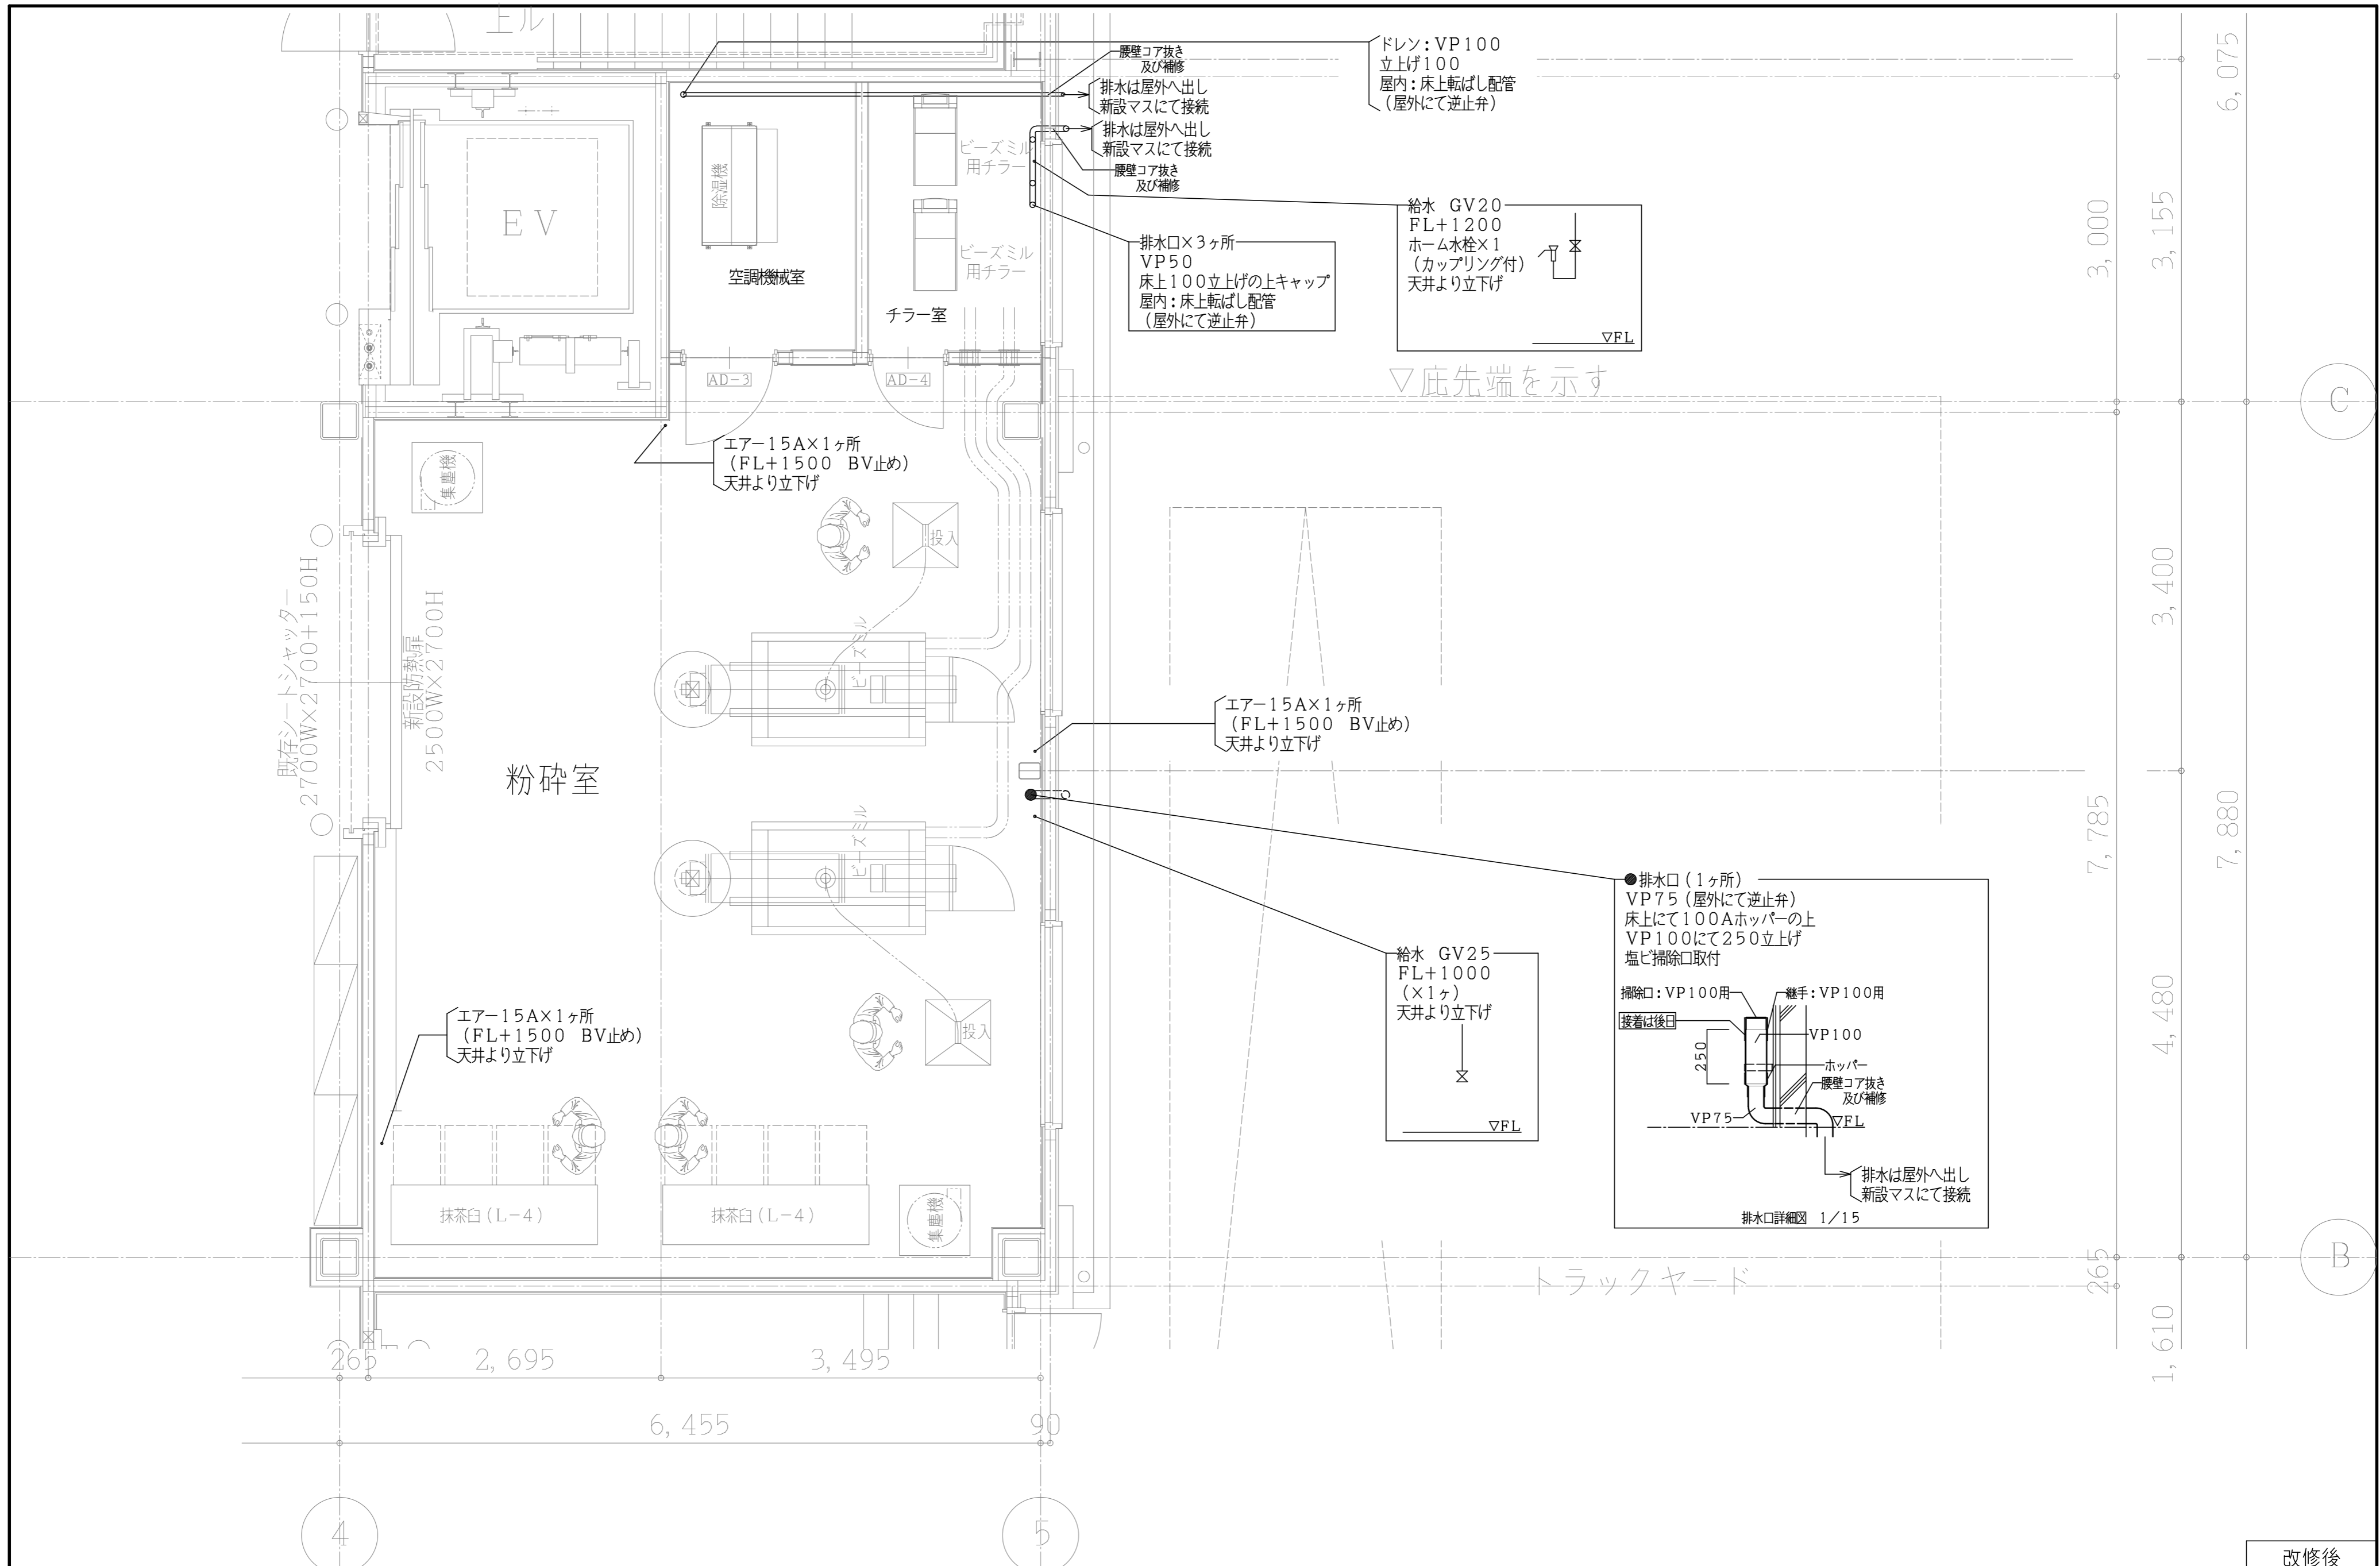 上ル
ドレン：VP100
立上げ100
屋内：床上転ばし配管
（屋外にて逆止弁）
腰壁コア抜き
及び補修
排水は屋外へ出し
新設マスにて接続
排水は屋外へ出し
新設マスにて接続
腰壁コア抜き
及び補修
6,075
3,000
3,155
EV
除湿機
空調機械室
ビーズミル
用チラー
ビーズミル
用チラー
チラー室
排水口×3ヶ所
VP50
床上100立上げの上キャップ
屋内：床上転ばし配管
（屋外にて逆止弁）
給水 GV20
FL+1200
ホーム水栓×1
（カップリング付）
天井より立下げ
▽FL
AD-3
AD-4
▽庇先端を示す
C
エアー15A×1ヶ所
（FL+1500 BV止め）
天井より立下げ
集塵機
投入
既存シートシャッター
2700W×2700+150H
新設防熱扉
2500W×2700H
粉砕室
ビーズミル
ビーズミル
エアー15A×1ヶ所
（FL+1500 BV止め）
天井より立下げ
3,400
7,785
7,880
4,480
●排水口（1ヶ所）
VP75（屋外にて逆止弁）
床上にて100Aホッパーの上
VP100にて250立上げ
塩ビ掃除口取付
掃除口：VP100用
継手：VP100用
接着は後日
VP100
250
ホッパー
腰壁コア抜き
及び補修
VP75
▽FL
排水は屋外へ出し
新設マスにて接続
排水口詳細図 1／15
給水 GV25
FL+1000
（×1ヶ）
天井より立下げ
▽FL
エアー15A×1ヶ所
（FL+1500 BV止め）
天井より立下げ
投入
抹茶臼（L-4）
抹茶臼（L-4）
集塵機
B
トラックヤード
265
1,610
265
2,695
3,495
6,455
90
4
5
改修後